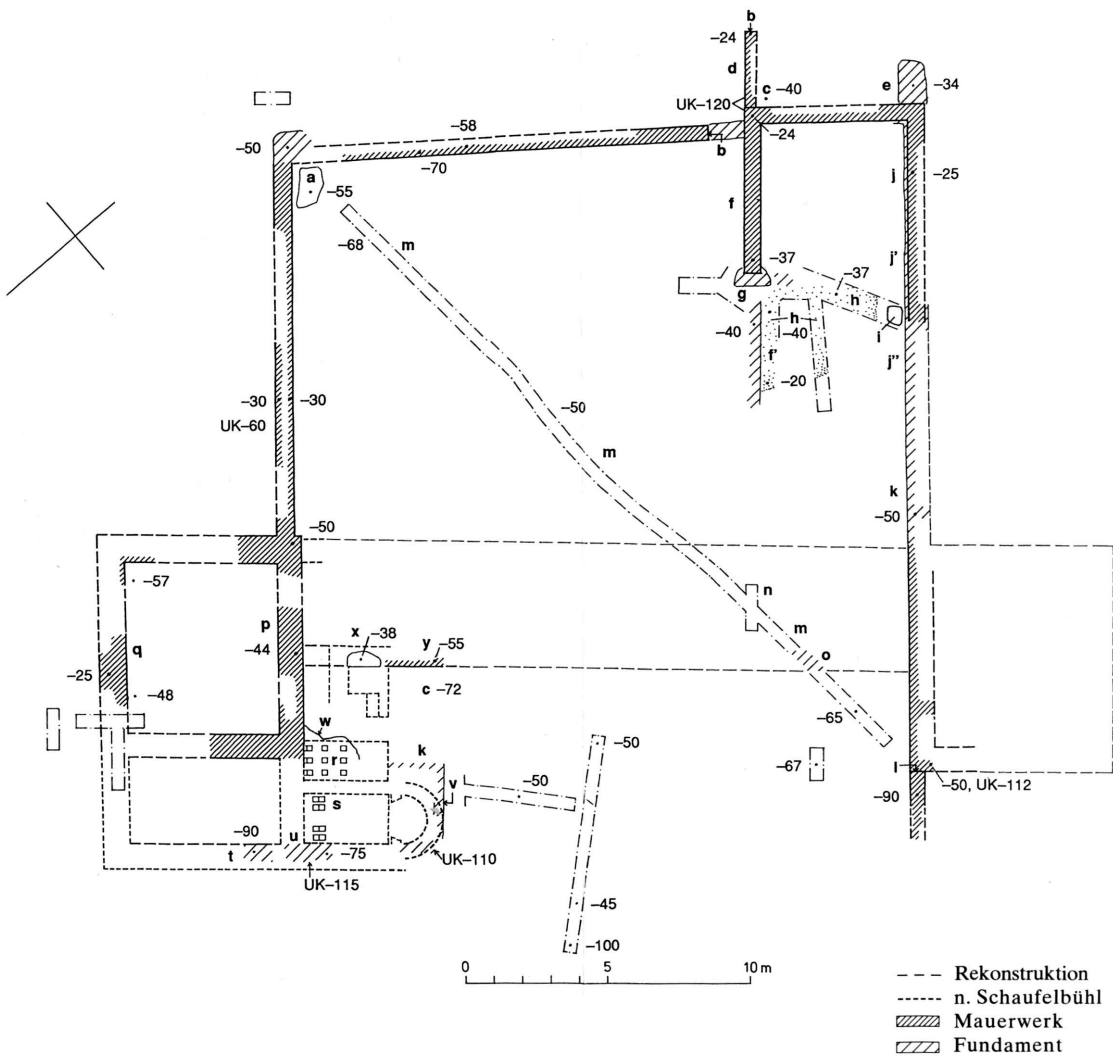 b
–24
d
c
–40
UK–120
e
–34
–24
–58
–50
–70
b
a
–55
j
–25
f
–68
m
–37
–37
j'
g
h
h
i
–40
–40
f'
j''
–20
–30
–30
–50
UK–60
m
k
–50
–50
–57
n
p
x
–38
y
–55
m
–44
q
o
–25
–48
c –72
–65
w
k
–50
r
–67
l
–50, UK–112
v
–50
–90
s
–90
u
t
–75
UK–110
UK–115
–45
–100
0 5 10 m
Rekonstruktion
n. Schaufelbühl
Mauerwerk
Fundament